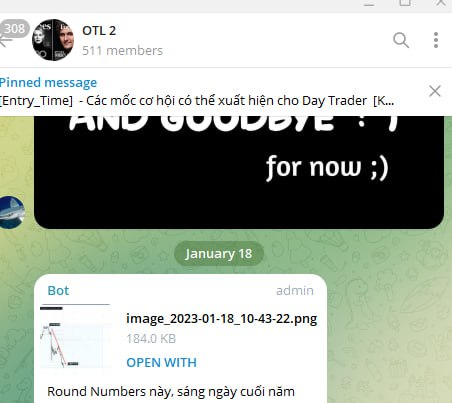 308
OTL 2
511 members
Pinned message
[Entry_Time] - Các mốc cơ hội có thể xuất hiện cho Day Trader [K...
AND GOODBYE ! )
for now ;)
January 18
Bot
admin
image_2023-01-18_10-43-22.png
184.0 KB
OPEN WITH
Round Numbers này, sáng ngày cuối năm